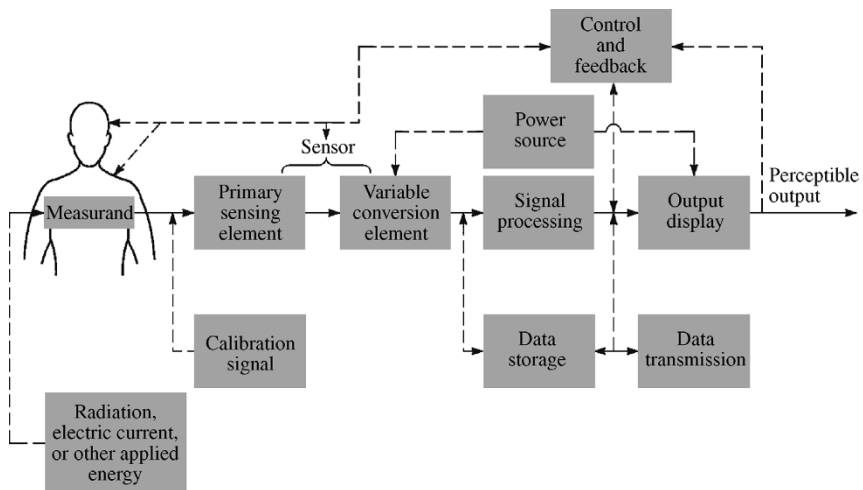 Control
and
feedback
Power
source
Sensor
Perceptible
output
Measurand
Primary
sensing
element
Variable
conversion
element
Signal
processing
Output
display
Calibration
signal
Data
storage
Data
transmission
Radiation,
electric current,
or other applied
energy